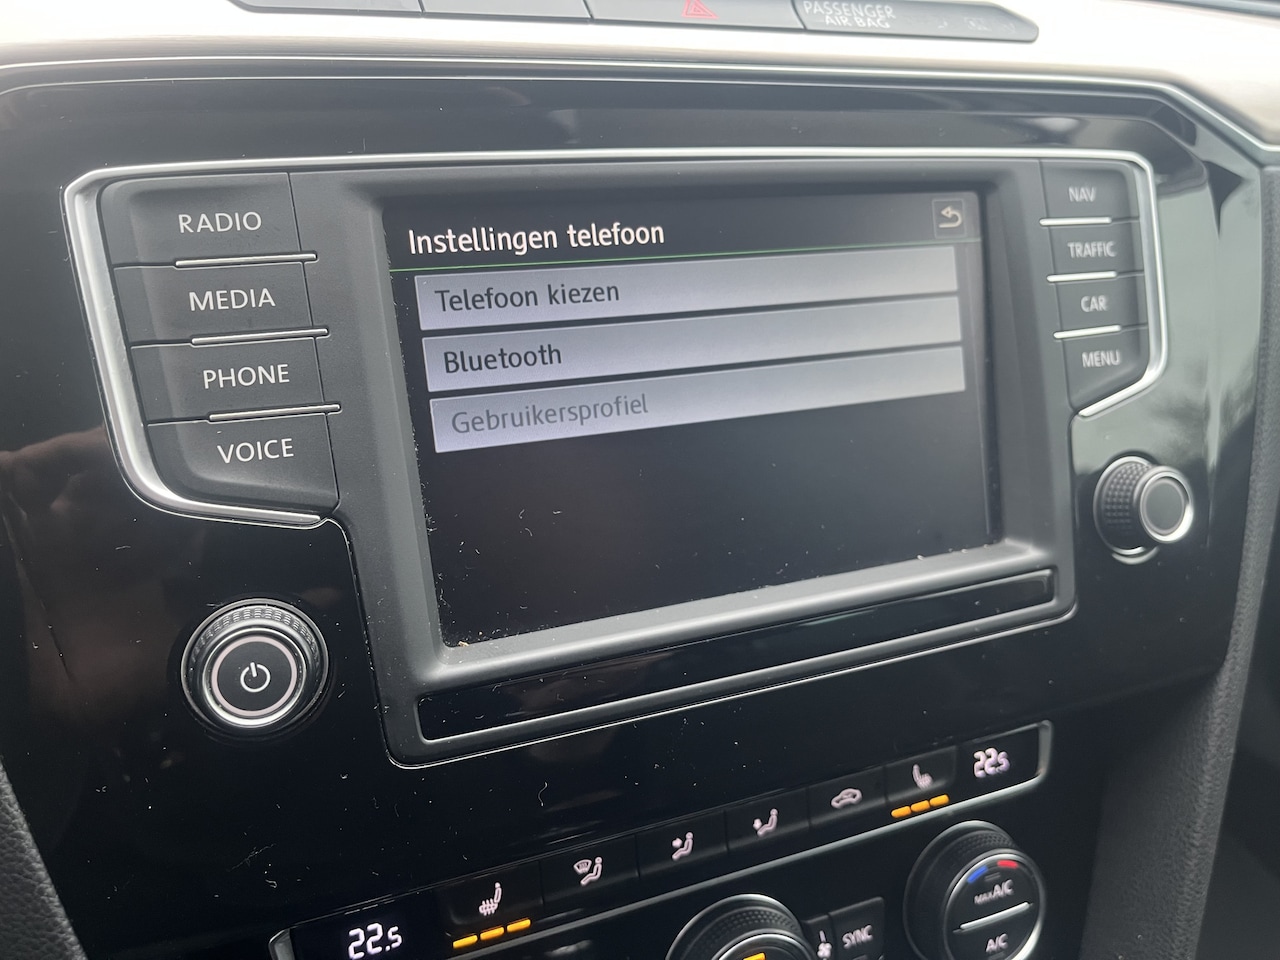 PASSENGER
AIR BAG
RADIO
MEDIA
PHONE
VOICE
Instellingen telefoon
Telefoon kiezen
Bluetooth
Gebruikersprofiel
NAV
TRAFFIC
CAR
MENU
22.5
22.5
SYNC
MAX A/C
A/C